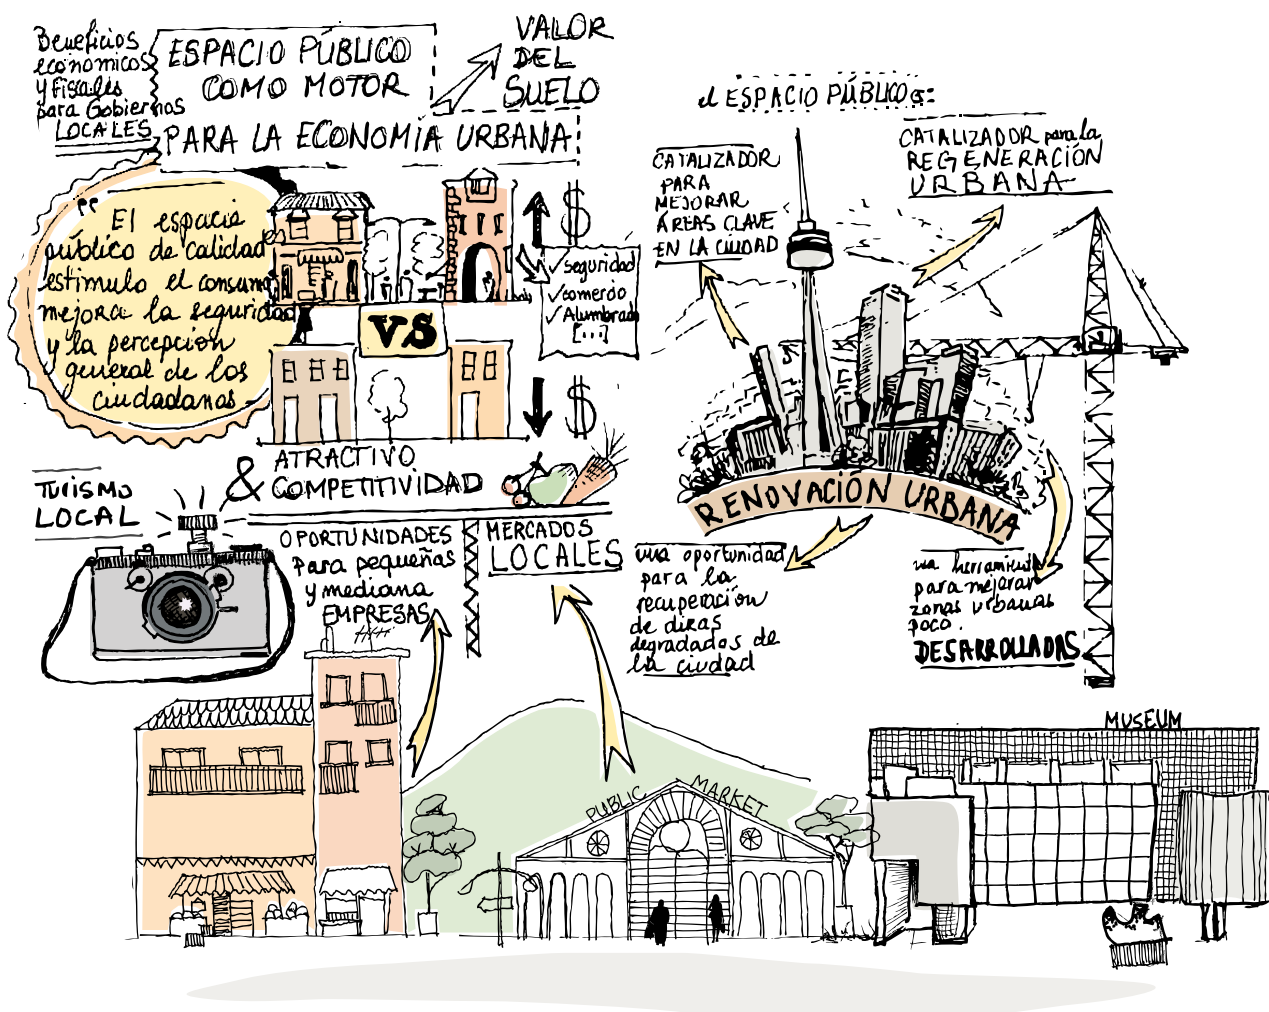 Beneficios
económicos
y fiscales
para Gobiernos
LOCALES
ESPACIO PÚBLICO
COMO MOTOR
PARA LA ECONOMIA URBANA
VALOR
DEL
SUELO
" El espacio
público de calidad
estimula el consumo,
mejora la seguridad
y la percepción
general de los
ciudadanos -
VS
$
✓seguridad
✓comercio
✓Alumbrado
[...]
$
& ATRACTIVO
COMPETITIVIDAD
TURISMO
LOCAL
OPORTUNIDADES
para pequeñas
y mediana
EMPRESAS
MERCADOS
LOCALES
el ESPACIO PÚBLICO es:
CATALIZADOR
PARA
MEJORAR
ÁREAS CLAVE
EN LA CIUDAD
CATALIZADOR para la
REGENERACIÓN
URBANA
RENOVACIÓN URBANA
una oportunidad
para la
recuperación
de
degradadas de
la ciudad
una herramienta
para mejorar
zonas urbanas
poco.
DESARROLLADAS
PUBLIC MARKET
MUSEUM